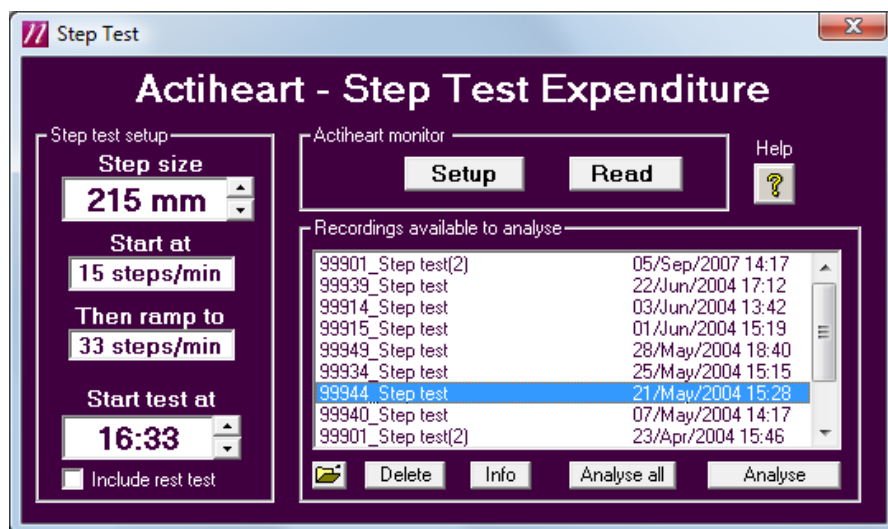 Step Test
Actiheart - Step Test Expenditure
Step test setup
Step size
215 mm
Start at
15 steps/min
Then ramp to
33 steps/min
Start test at
16:33
Include rest test
Actiheart monitor
Setup Read
Help
?
Recordings available to analyse
99901_Step test(2) 05/Sep/2007 14:17
99939_Step test 22/Jun/2004 17:12
99914_Step test 03/Jun/2004 13:42
99915_Step test 01/Jun/2004 15:19
99949_Step test 28/May/2004 18:40
99934_Step test 25/May/2004 15:15
99944_Step test 21/May/2004 15:28
99940_Step test 07/May/2004 14:17
99901_Step test(2) 23/Apr/2004 15:46
Delete Info Analyse all Analyse